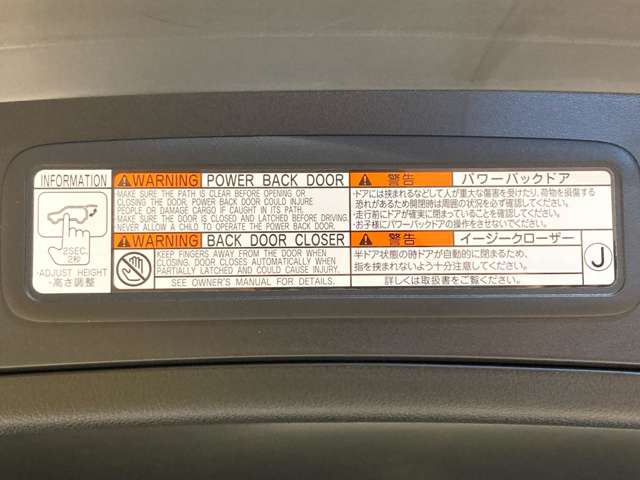 INFORMATION
2SEC.
2秒
・ADJUST HEIGHT
・高さ調整
WARNING POWER BACK DOOR
MAKE SURE THE PATH IS CLEAR BEFORE OPENING OR
CLOSING THE DOOR. POWER BACK DOOR COULD INJURE
PEOPLE OR DAMAGE CARGO IF CAUGHT IN ITS PATH.
MAKE SURE THE DOOR IS CLOSED AND LATCHED BEFORE DRIVING.
NEVER ALLOW A CHILD TO OPERATE THE POWER BACK DOOR.
WARNING BACK DOOR CLOSER
KEEP FINGERS AWAY FROM THE DOOR WHEN
CLOSING. DOOR CLOSES AUTOMATICALLY WHEN
PARTIALLY LATCHED AND COULD CAUSE INJURY.
SEE OWNER'S MANUAL FOR DETAILS.
警告 パワーバックドア
・ドアには挟まれるなどして人が重大な傷害を受けたり、荷物を損傷する
恐れがあるため開閉時は周囲の状況を必ず確認してください。
・走行前にドアが確実に閉まっていることを確認してください。
・お子様にパワーバックドアの操作をさせないでください。
警告 イージークローザー
半ドア状態の時ドアが自動的に閉まるため、
指を挟まれないよう十分注意してください。
詳しくは取扱書をご覧ください。
J